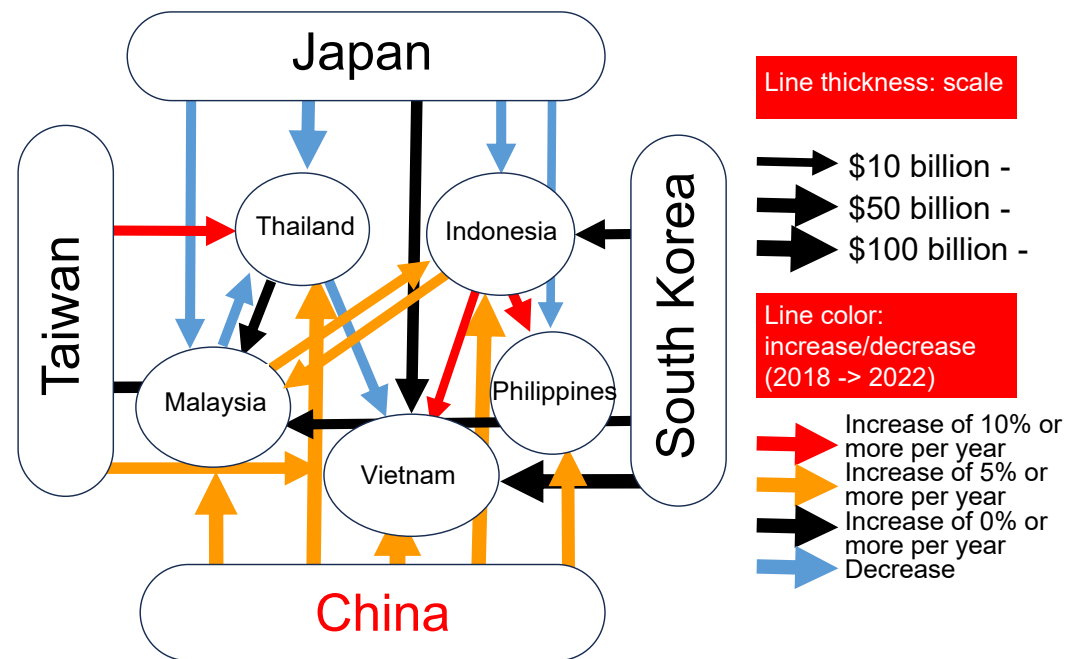 Japan
Line thickness: scale
$10 billion -
$50 billion -
$100 billion -
Taiwan
Thailand
Indonesia
South Korea
Malaysia
Philippines
Vietnam
China
Line color:
increase/decrease
(2018 -> 2022)
Increase of 10% or
more per year
Increase of 5% or
more per year
Increase of 0% or
more per year
Decrease